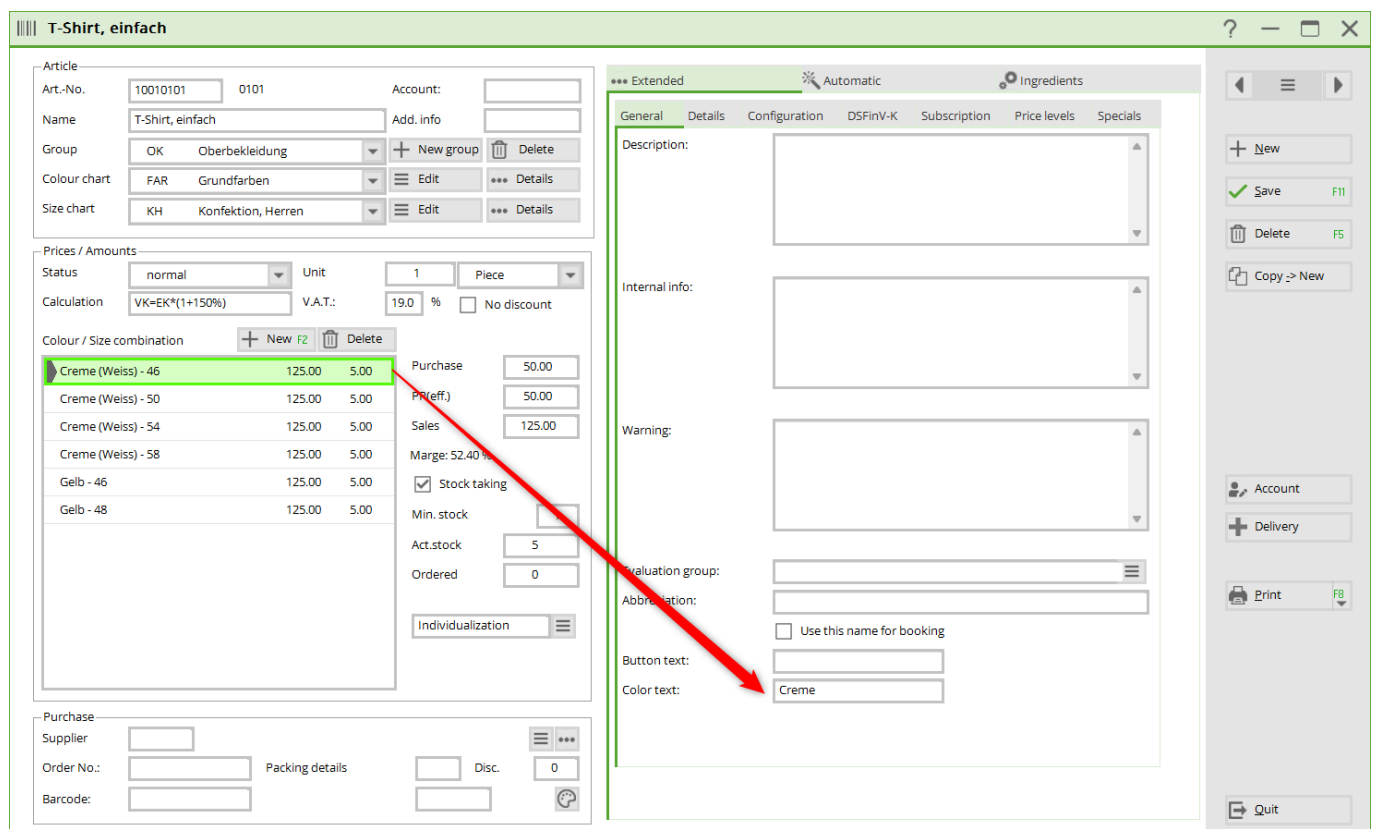 T-Shirt, einfach
Article
Art.-No. 10010101 0101 Account:
Name T-Shirt, einfach Add. info
Group OK Oberbekleidung New group Delete
Colour chart FAR Grundfarben Edit Details
Size chart KH Konfektion, Herren Edit Details
Prices / Amounts
Status normal Unit 1 Piece
Calculation VK=EK*(1+150%) V.A.T.: 19.0 % No discount
Colour / Size combination New F2 Delete
Creme (Weiss) - 46 125.00 5.00
Creme (Weiss) - 50 125.00 5.00
Creme (Weiss) - 54 125.00 5.00
Creme (Weiss) - 58 125.00 5.00
Gelb - 46 125.00 5.00
Gelb - 48 125.00 5.00
Purchase 50.00
PP(eff.) 50.00
Sales 125.00
Marge: 52.40 %
Stock taking
Min. stock
Act.stock 5
Ordered 0
Individualization
Purchase
Supplier
Order No.: Packing details Disc. 0
Barcode:
Extended Automatic Ingredients
General Details Configuration DSFinV-K Subscription Price levels Specials
Description:
Internal info:
Warning:
Evaluation group:
Abbreviation:
Use this name for booking
Button text:
Color text: Creme
?
New
Save F11
Delete F5
Copy -> New
Account
Delivery
Print F8
Quit